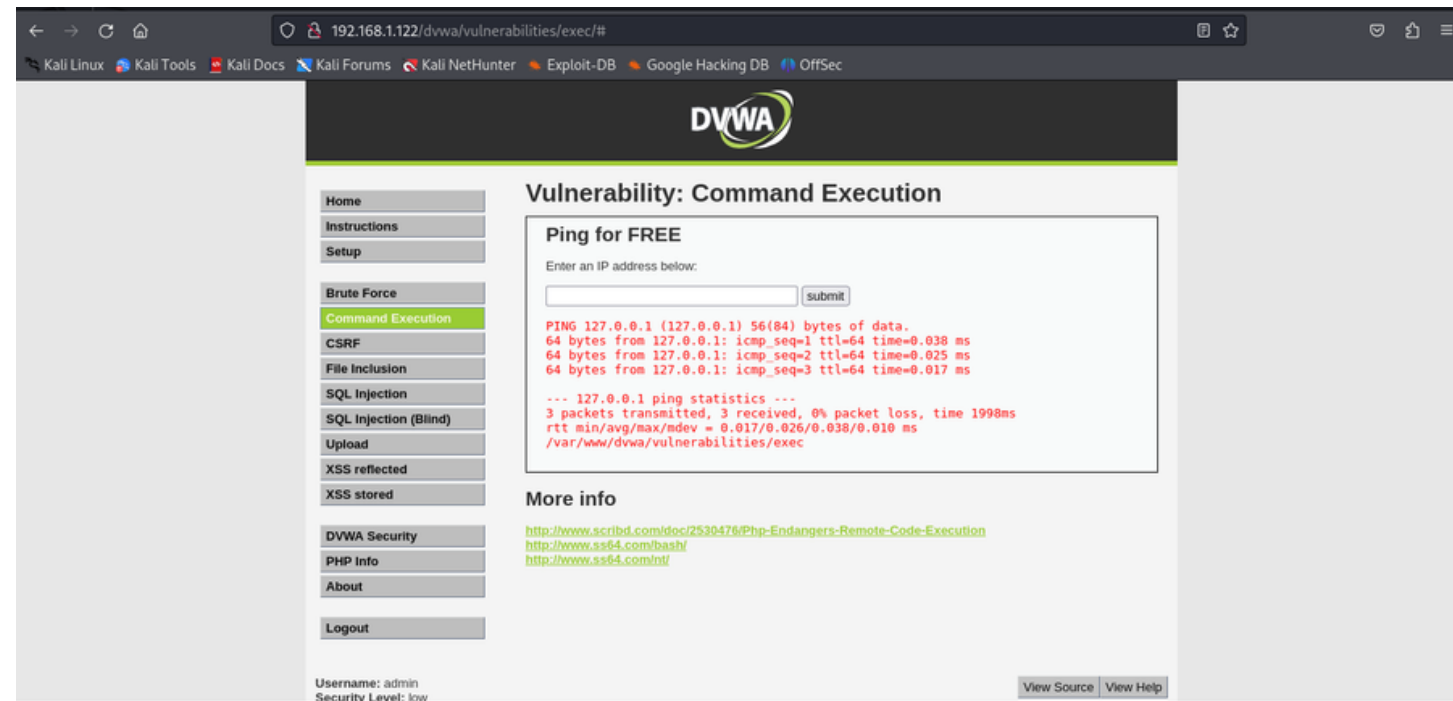 192.168.1.122/dvwa/vulnerabilities/exec/#
Kali Linux Kali Tools Kali Docs Kali Forums Kali NetHunter Exploit-DB Google Hacking DB OffSec
DVWA
Home
Instructions
Setup
Brute Force
Command Execution
CSRF
File Inclusion
SQL Injection
SQL Injection (Blind)
Upload
XSS reflected
XSS stored
DVWA Security
PHP Info
About
Logout
Vulnerability: Command Execution
Ping for FREE
Enter an IP address below:
submit
PING 127.0.0.1 (127.0.0.1) 56(84) bytes of data.
64 bytes from 127.0.0.1: icmp_seq=1 ttl=64 time=0.038 ms
64 bytes from 127.0.0.1: icmp_seq=2 ttl=64 time=0.025 ms
64 bytes from 127.0.0.1: icmp_seq=3 ttl=64 time=0.017 ms
--- 127.0.0.1 ping statistics ---
3 packets transmitted, 3 received, 0% packet loss, time 1998ms
rtt min/avg/max/mdev = 0.017/0.026/0.038/0.010 ms
/var/www/dvwa/vulnerabilities/exec
More info
http://www.scribd.com/doc/2530476/Php-Endangers-Remote-Code-Execution
http://www.ss64.com/bash/
http://www.ss64.com/nt/
Username: admin
Security Level: low
View Source View Help